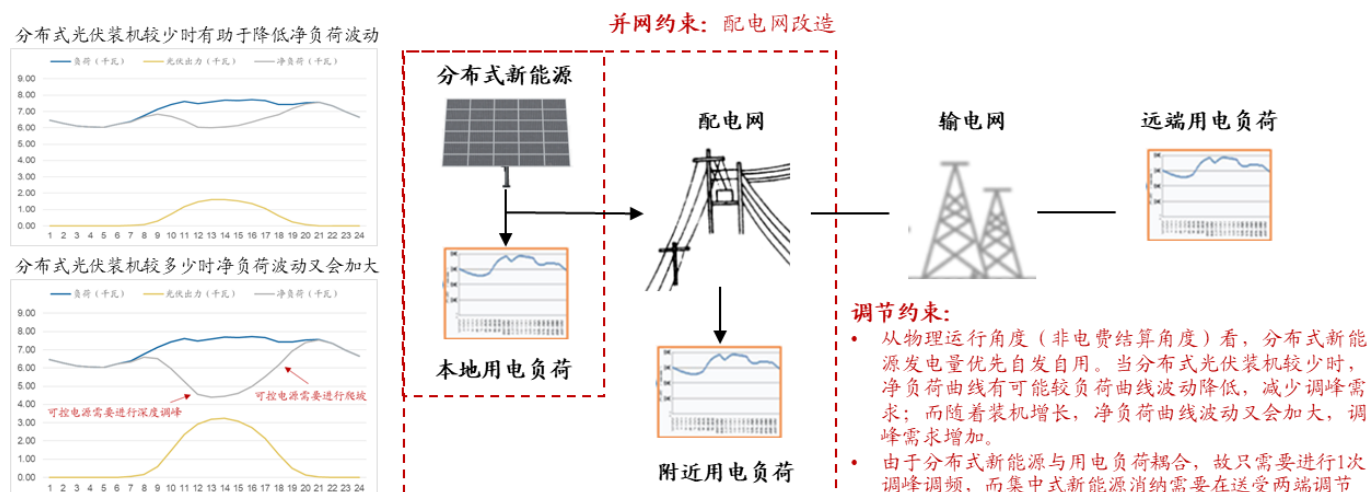 并网约束：配电网改造
分布式光伏装机较少时有助于降低净负荷波动
负荷（千瓦） 光伏出力（千瓦） 净负荷（千瓦）
9.00
8.00
7.00
6.00
5.00
4.00
3.00
2.00
1.00
0.00
1 2 3 4 5 6 7 8 9 10 11 12 13 14 15 16 17 18 19 20 21 22 23 24
分布式光伏装机较多少时净负荷波动又会加大
负荷（千瓦） 光伏出力（千瓦） 净负荷（千瓦）
9.00
8.00
7.00
6.00
5.00
4.00
3.00
2.00
1.00
0.00
1 2 3 4 5 6 7 8 9 10 11 12 13 14 15 16 17 18 19 20 21 22 23 24
可控电源需要进行深度调峰
可控电源需要进行爬坡
分布式新能源
本地用电负荷
配电网
附近用电负荷
输电网
远端用电负荷
调节约束：
• 从物理运行角度（非电费结算角度）看，分布式新能
源发电量优先自发自用。当分布式光伏装机较少时，
净负荷曲线有可能较负荷曲线波动降低，减少调峰需
求；而随着装机增长，净负荷曲线波动又会加大，调
峰需求增加。
• 由于分布式新能源与用电负荷耦合，故只需要进行1次
调峰调频，而集中式新能源消纳需要在送受两端调节